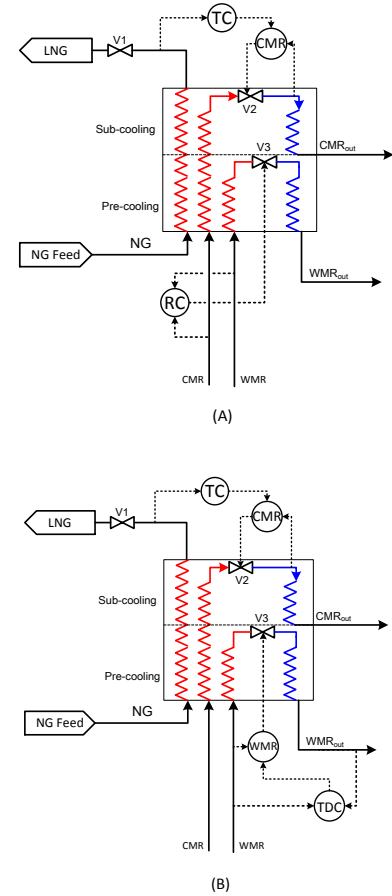 TC
LNG
V1
CMR
V2
Sub-cooling
V3
CMRout
Pre-cooling
NG
NG Feed
WMRout
RC
CMR
WMR
(A)
TC
LNG
V1
CMR
V2
Sub-cooling
V3
CMRout
Pre-cooling
NG
NG Feed
WMRout
WMR
TDC
CMR
WMR
(B)